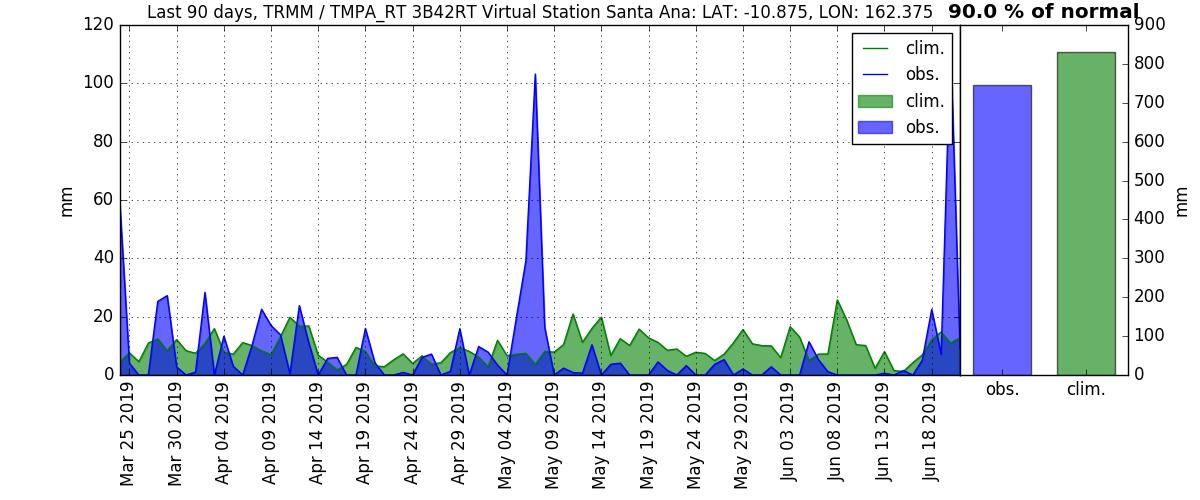 Last 90 days, TRMM / TMPA_RT 3B42RT Virtual Station Santa Ana: LAT: -10.875, LON: 162.375
90.0 % of normal
120
100
80
60
40
20
0
mm
clim.
obs.
clim.
obs.
900
800
700
600
500
400
300
200
100
0
mm
Mar 25 2019
Mar 30 2019
Apr 04 2019
Apr 09 2019
Apr 14 2019
Apr 19 2019
Apr 24 2019
Apr 29 2019
May 04 2019
May 09 2019
May 14 2019
May 19 2019
May 24 2019
May 29 2019
Jun 03 2019
Jun 08 2019
Jun 13 2019
Jun 18 2019
obs.
clim.